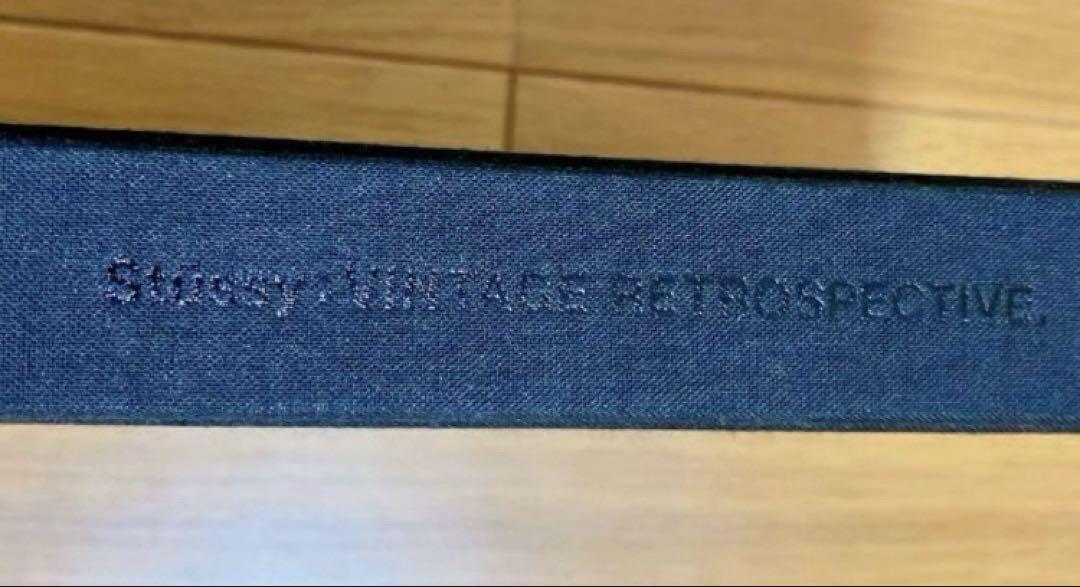 Stüssy: VINTAGE RETROSPECTIVE.